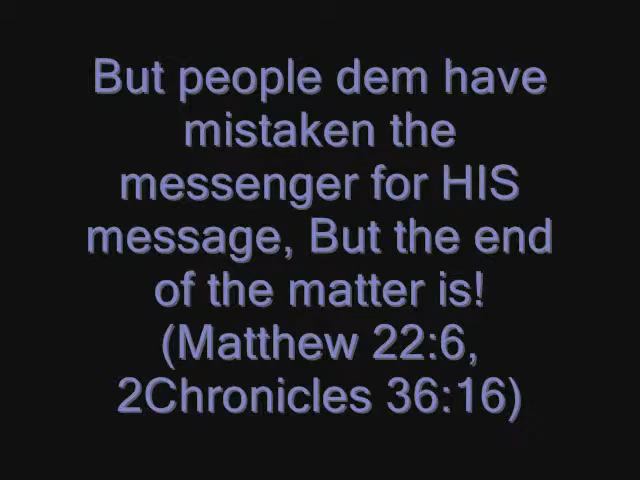 But people dem have
mistaken the
messenger for HIS
message, But the end
of the matter is!
(Matthew 22:6,
2Chronicles 36:16)